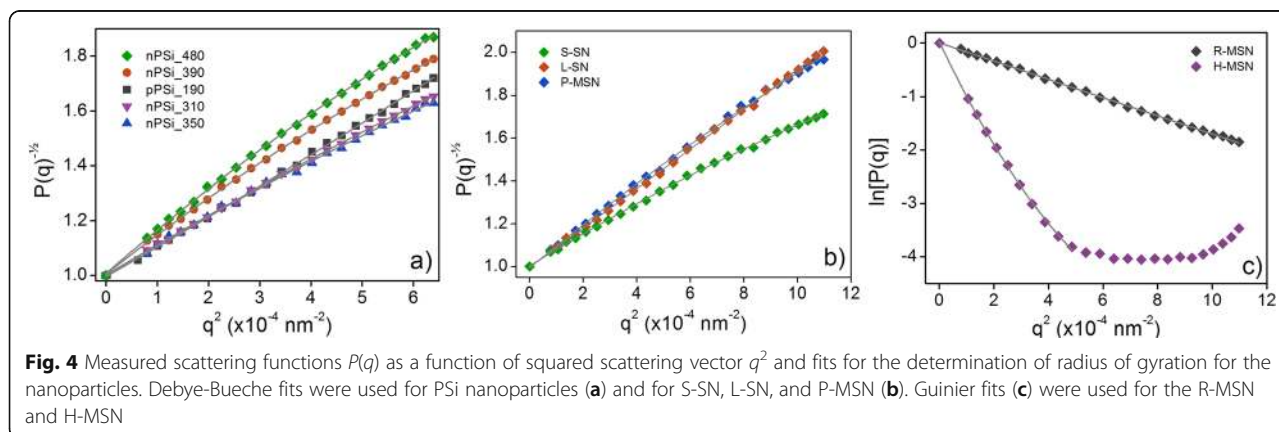 1.8
1.6
1.4
1.2
1.0
P(q)^-½
nPSi_480
nPSi_390
pPSi_190
nPSi_310
nPSi_350
0 1 2 3 4 5 6
q² (x10⁻⁴ nm⁻²)
a)
2.0
1.8
1.6
1.4
1.2
1.0
P(q)^-½
S-SN
L-SN
P-MSN
0 2 4 6 8 10 12
q² (x10⁻⁴ nm⁻²)
b)
0
-1
-2
-3
-4
ln[P(q)]
R-MSN
H-MSN
0 2 4 6 8 10 12
q² (x10⁻⁴ nm⁻²)
c)
Fig. 4 Measured scattering functions P(q) as a function of squared scattering vector q² and fits for the determination of radius of gyration for the
nanoparticles. Debye-Bueche fits were used for PSi nanoparticles (a) and for S-SN, L-SN, and P-MSN (b). Guinier fits (c) were used for the R-MSN
and H-MSN